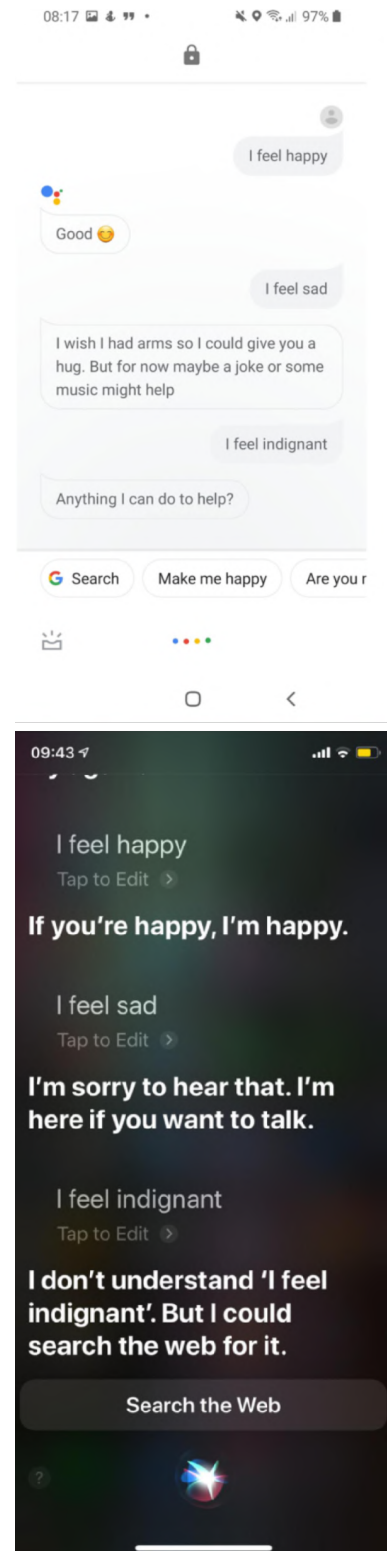 08:17
97%
I feel happy
Good 😊
I feel sad
I wish I had arms so I could give you a
hug. But for now maybe a joke or some
music might help
I feel indignant
Anything I can do to help?
G Search
Make me happy
Are you r
09:43
I feel happy
Tap to Edit
If you’re happy, I’m happy.
I feel sad
Tap to Edit
I’m sorry to hear that. I’m
here if you want to talk.
I feel indignant
Tap to Edit
I don’t understand ‘I feel
indignant’. But I could
search the web for it.
Search the Web
?